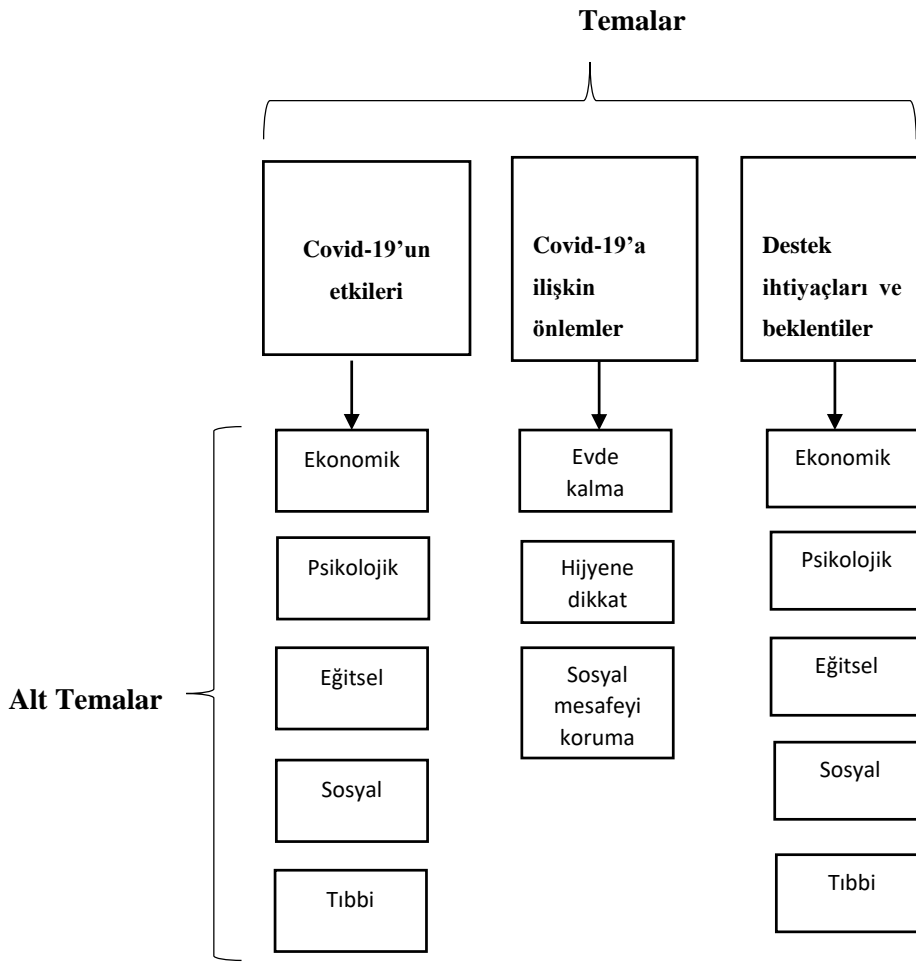 Temalar
Covid-19’un
etkileri
Covid-19’a
ilişkin
önlemler
Destek
ihtiyaçları ve
beklentiler
Alt Temalar
Ekonomik
Psikolojik
Eğitsel
Sosyal
Tıbbi
Evde
kalma
Hijyene
dikkat
Sosyal
mesafeyi
koruma
Ekonomik
Psikolojik
Eğitsel
Sosyal
Tıbbi